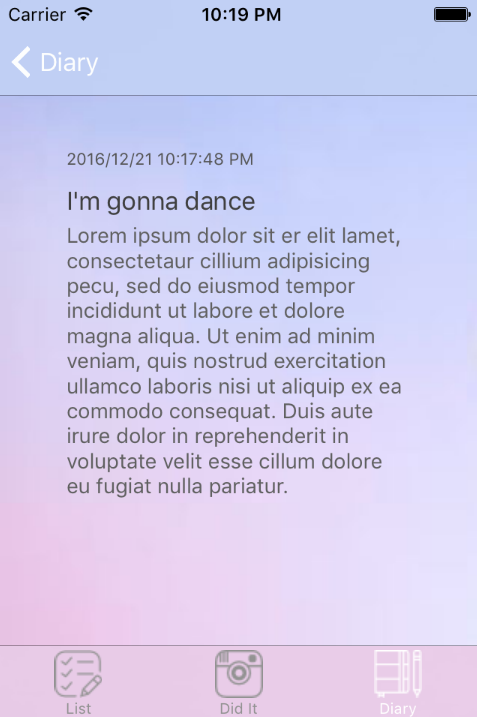 Carrier 10:19 PM
Diary
2016/12/21 10:17:48 PM
I'm gonna dance
Lorem ipsum dolor sit er elit lamet,
consectetaur cillium adipisicing
pecu, sed do eiusmod tempor
incididunt ut labore et dolore
magna aliqua. Ut enim ad minim
veniam, quis nostrud exercitation
ullamco laboris nisi ut aliquip ex ea
commodo consequat. Duis aute
irure dolor in reprehenderit in
voluptate velit esse cillum dolore
eu fugiat nulla pariatur.
List Did It Diary